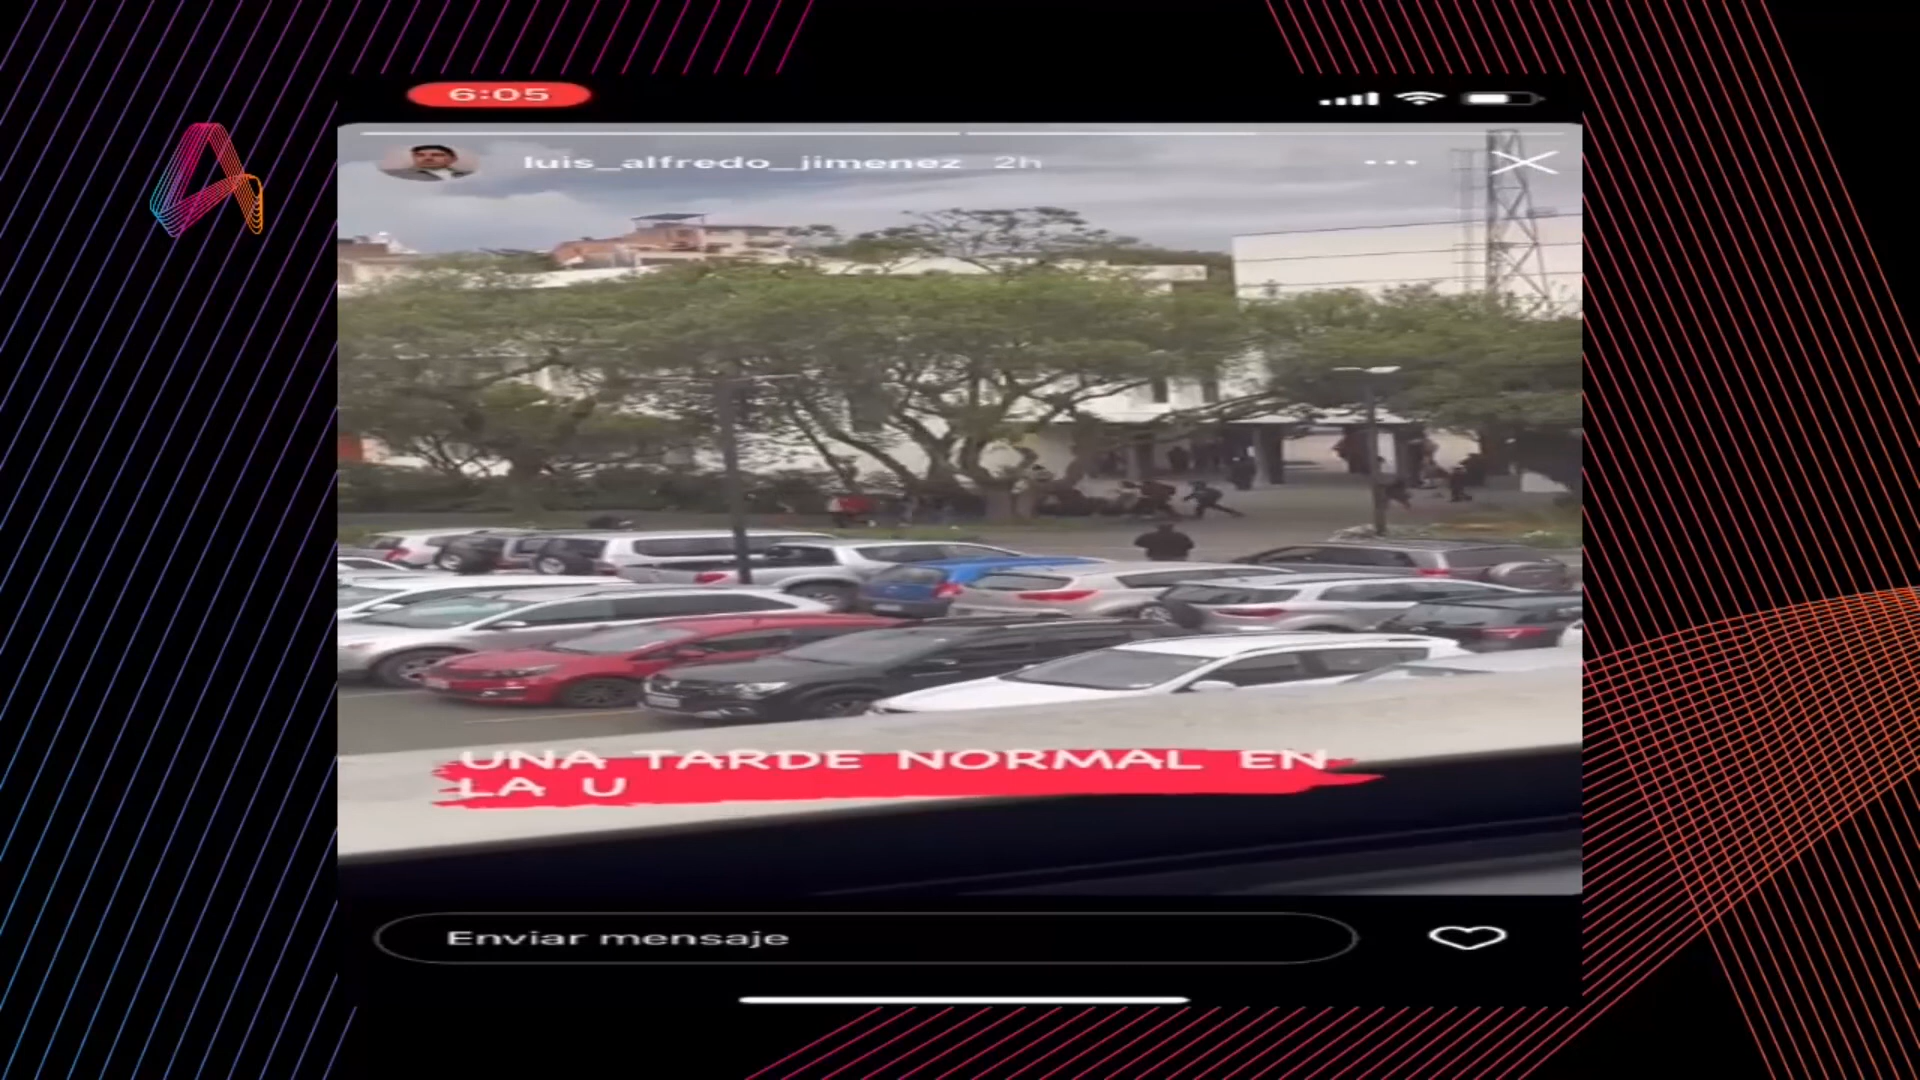 6:05
luis_alfredo_jimenez 2h
UNA TARDE NORMAL EN
LA U
Enviar mensaje